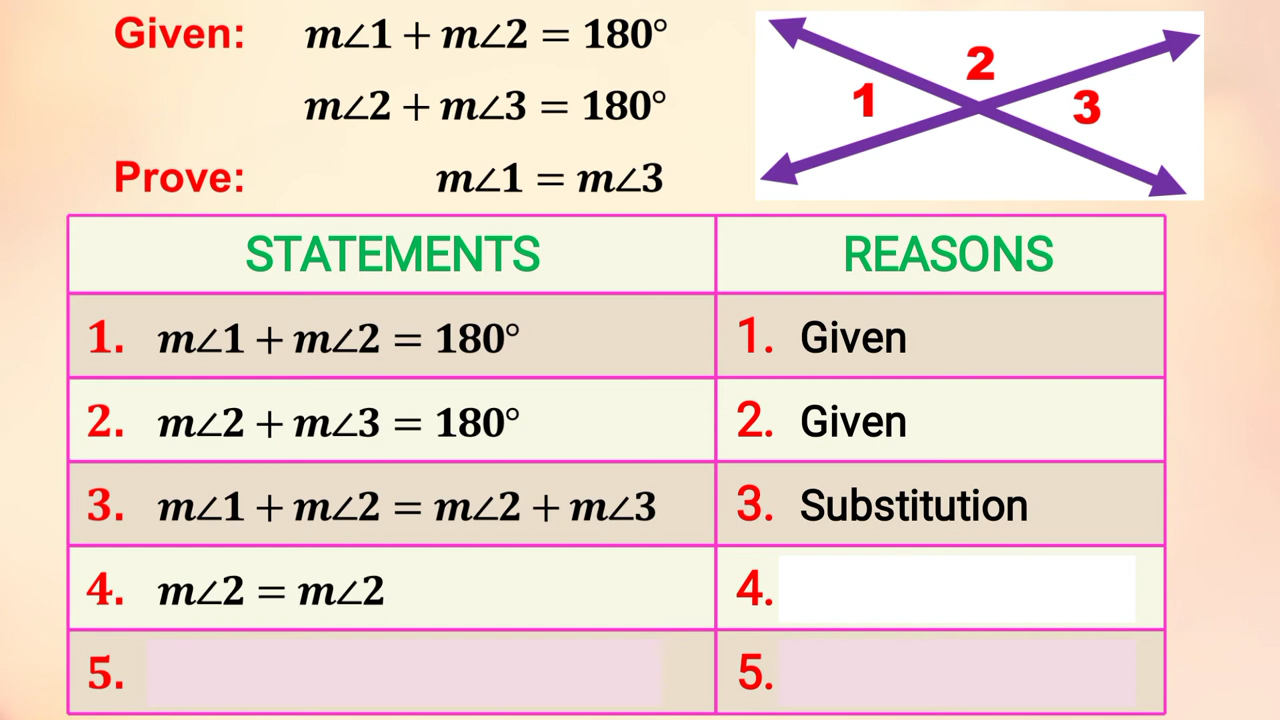 Given: m∠1 + m∠2 = 180°
m∠2 + m∠3 = 180°
Prove: m∠1 = m∠3
1 2 3
STATEMENTS REASONS
1. m∠1 + m∠2 = 180° 1. Given
2. m∠2 + m∠3 = 180° 2. Given
3. m∠1 + m∠2 = m∠2 + m∠3 3. Substitution
4. m∠2 = m∠2 4.
5. 5.